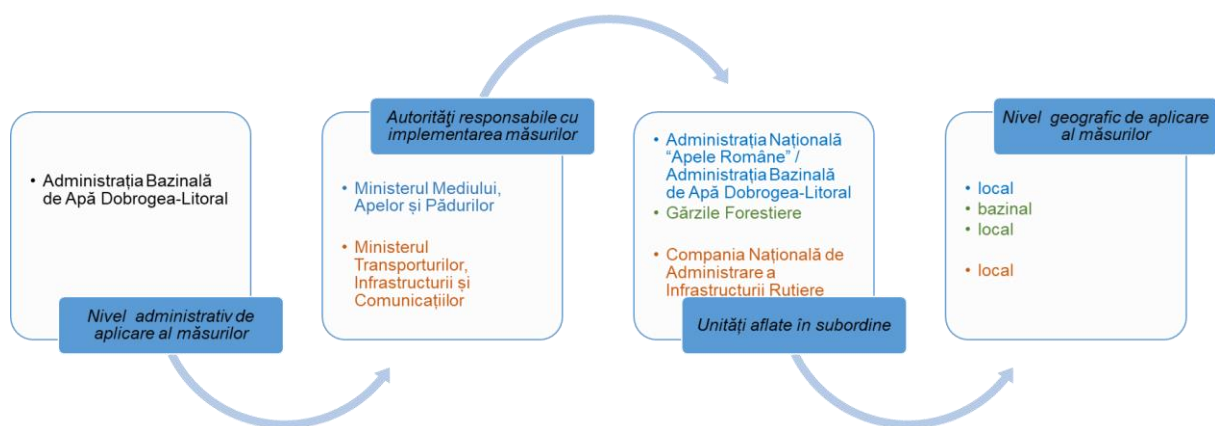 • Administrația Bazinală
de Apă Dobrogea-Litoral
Nivel administrativ de
aplicare al măsurilor
Autorităţi responsabile cu
implementarea măsurilor
• Ministerul Mediului,
Apelor și Pădurilor
• Ministerul
Transporturilor,
Infrastructurii și
Comunicațiilor
• Administrația Națională
“Apele Române” /
Administrația Bazinală
de Apă Dobrogea-Litoral
• Gărzile Forestiere
• Compania Națională de
Administrare a
Infrastructurii Rutiere
Unități aflate în subordine
Nivel geografic de aplicare
al măsurilor
• local
• bazinal
• local
• local